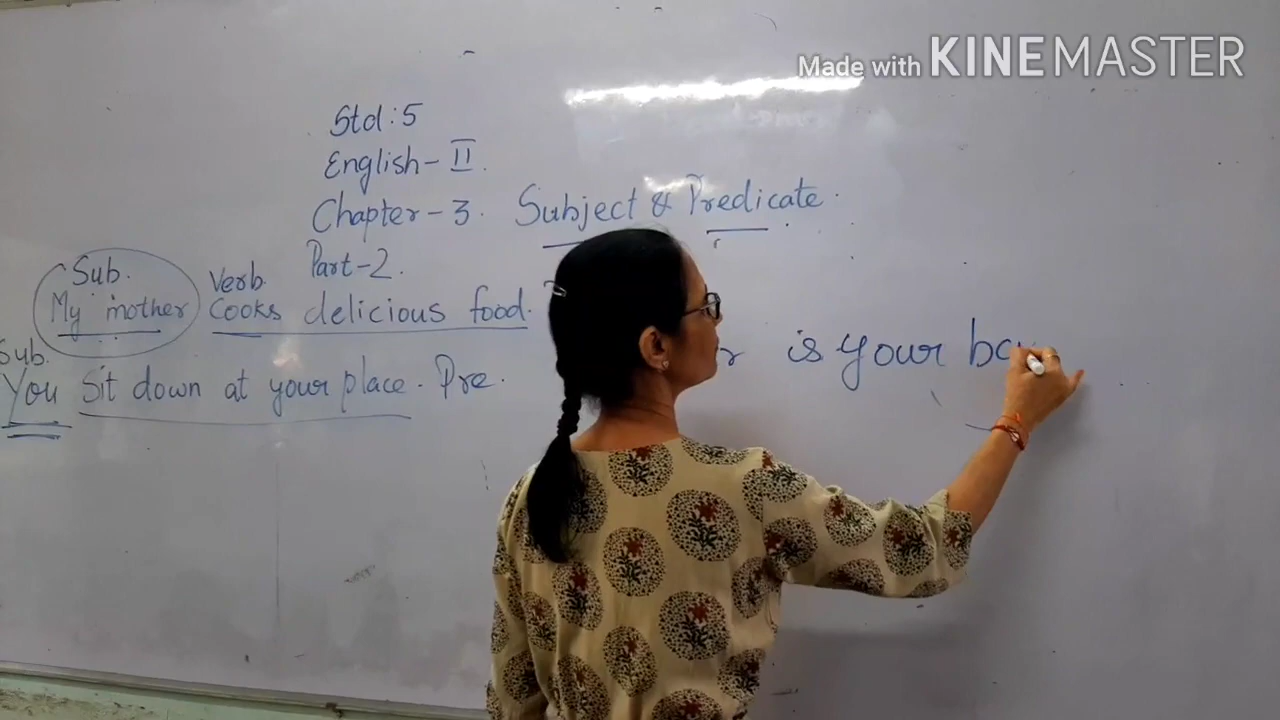 Made with KINEMASTER
Std: 5
English - II.
Chapter - 3. Subject & Predicate.
Part - 2.
Sub. Verb.
My mother Cooks delicious food.
Sub.
You Sit down at your place. Pre.
is your